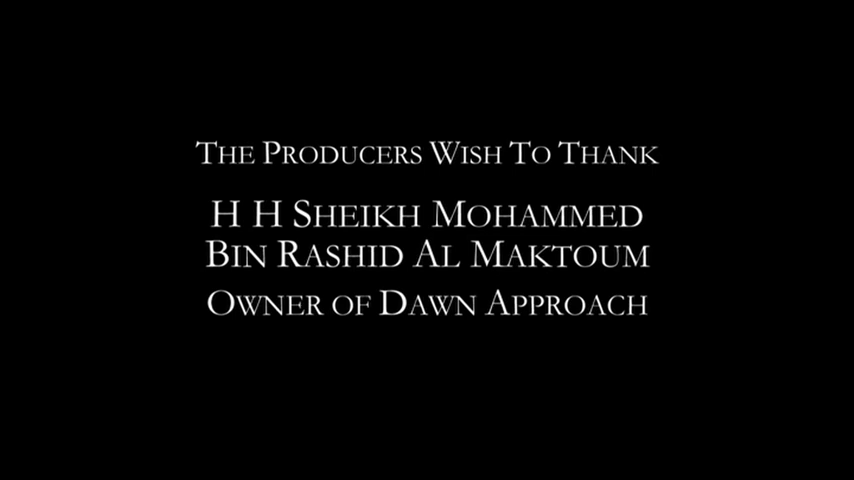 The Producers Wish To Thank
H H Sheikh Mohammed
Bin Rashid Al Maktoum
Owner of Dawn Approach